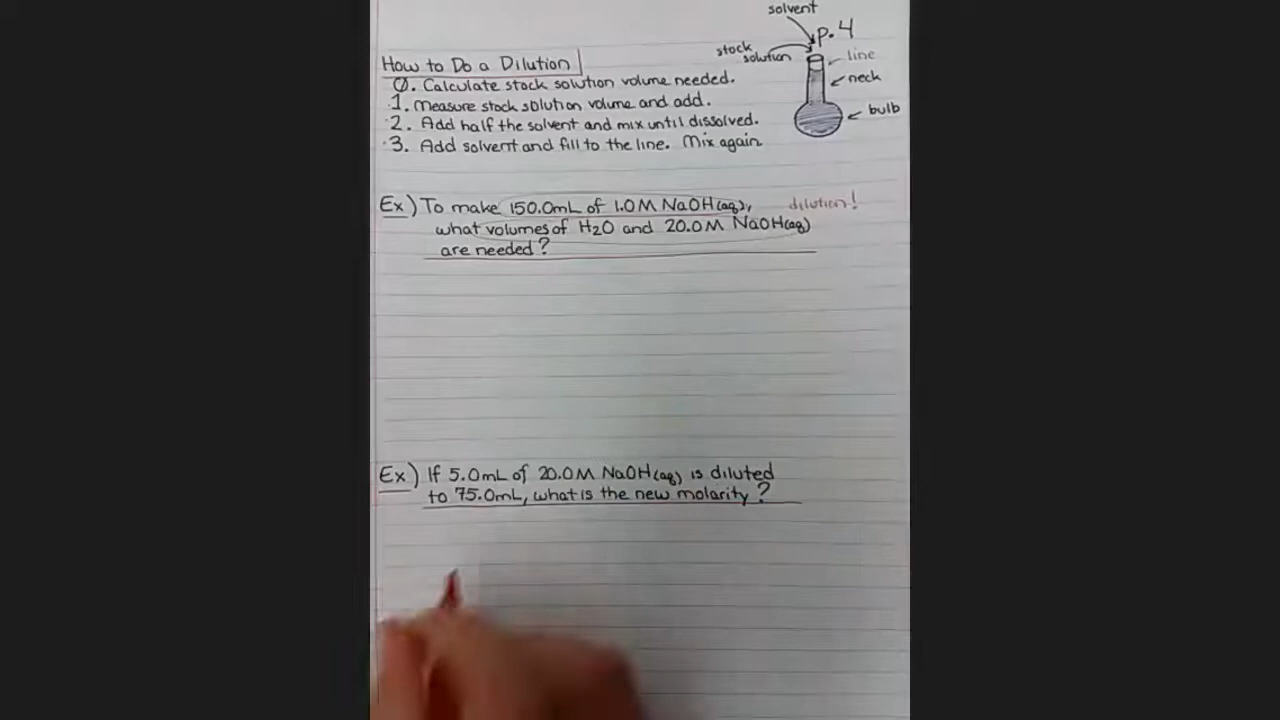 solvent
p.4
stock
solution
line
neck
bulb
How to Do a Dilution
0. Calculate stock solution volume needed.
1. Measure stock solution volume and add.
2. Add half the solvent and mix until dissolved.
3. Add solvent and fill to the line. Mix again
Ex) To make 150.0mL of 1.0M NaOH(aq), dilution!
what volumes of H2O and 20.0M NaOH(aq)
are needed?
Ex) If 5.0mL of 20.0M NaOH(aq) is diluted
to 75.0mL, what is the new molarity?